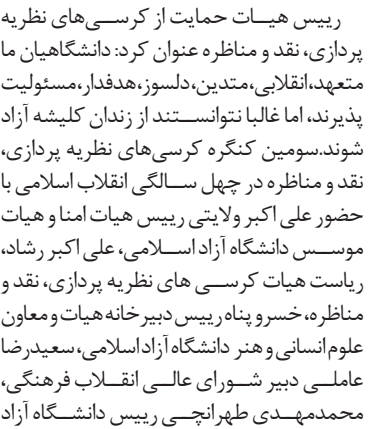 رییس هیات حمایت از کرسی‌های نظریه
پردازی، نقد و مناظره عنوان کرد: دانشگاهیان ما
متعهد،انقلابی،متدین،دلسوز،هدفدار،مسئولیت
پذیرند، اما غالبا نتوانستند از زندان کلیشه آزاد
شوند.سومین کنگره کرسی‌های نظریه پردازی،
نقد و مناظره در چهل سالگی انقلاب اسلامی با
حضور علی اکبر ولایتی رییس هیات امنا و هیات
موسس دانشگاه آزاد اسلامی، علی اکبر رشاد،
ریاست هیات کرسی های نظریه پردازی، نقد و
مناظره، خسرو پناه رییس دبیرخانه هیات و معاون
علوم انسانی و هنر دانشگاه آزاد اسلامی، سعیدرضا
عاملی دبیر شورای عالی انقلاب فرهنگی،
محمدمهدی طهرانچی رییس دانشگاه آزاد